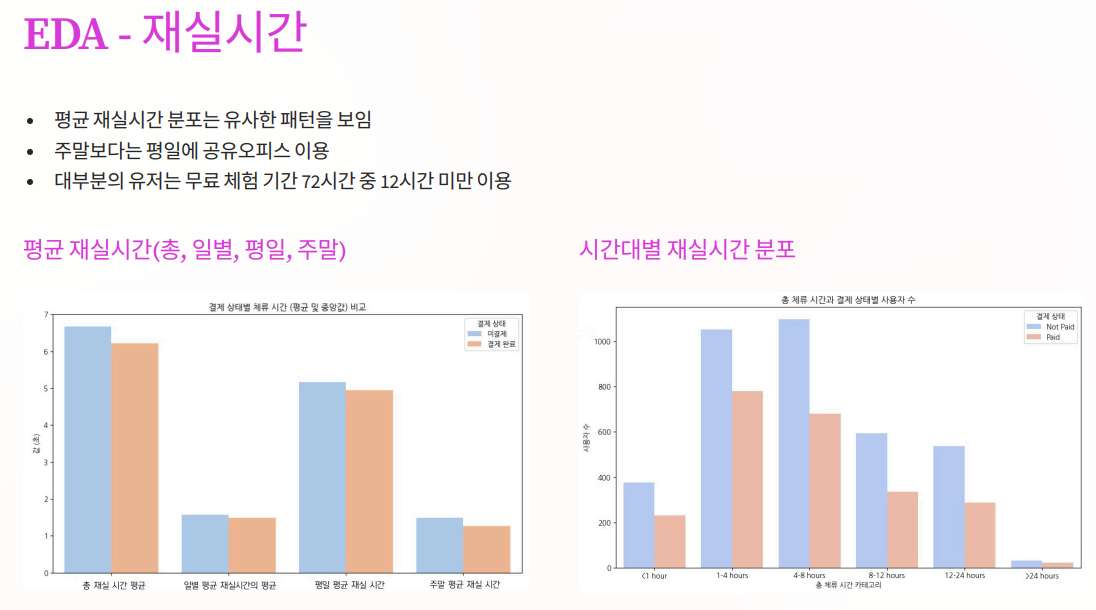 EDA - 재실시간
• 평균 재실시간 분포는 유사한 패턴을 보임
• 주말보다는 평일에 공유오피스 이용
• 대부분의 유저는 무료 체험 기간 72시간 중 12시간 미만 이용
평균 재실시간(총, 일별, 평일, 주말)
시간대별 재실시간 분포
결제 상태별 체류 시간 (평균 및 중앙값) 비교
결제 상태
미결제
결제 완료
값 (초)
7
6
5
4
3
2
1
0
총 재실 시간 평균
일별 평균 재실시간의 평균
평일 평균 재실 시간
주말 평균 재실 시간
총 체류 시간과 결제 상태별 사용자 수
결제 상태
Not Paid
Paid
사용자 수
1000
800
600
400
200
0
<1 hour
1-4 hours
4-8 hours
8-12 hours
12-24 hours
>24 hours
총 체류 시간 카테고리